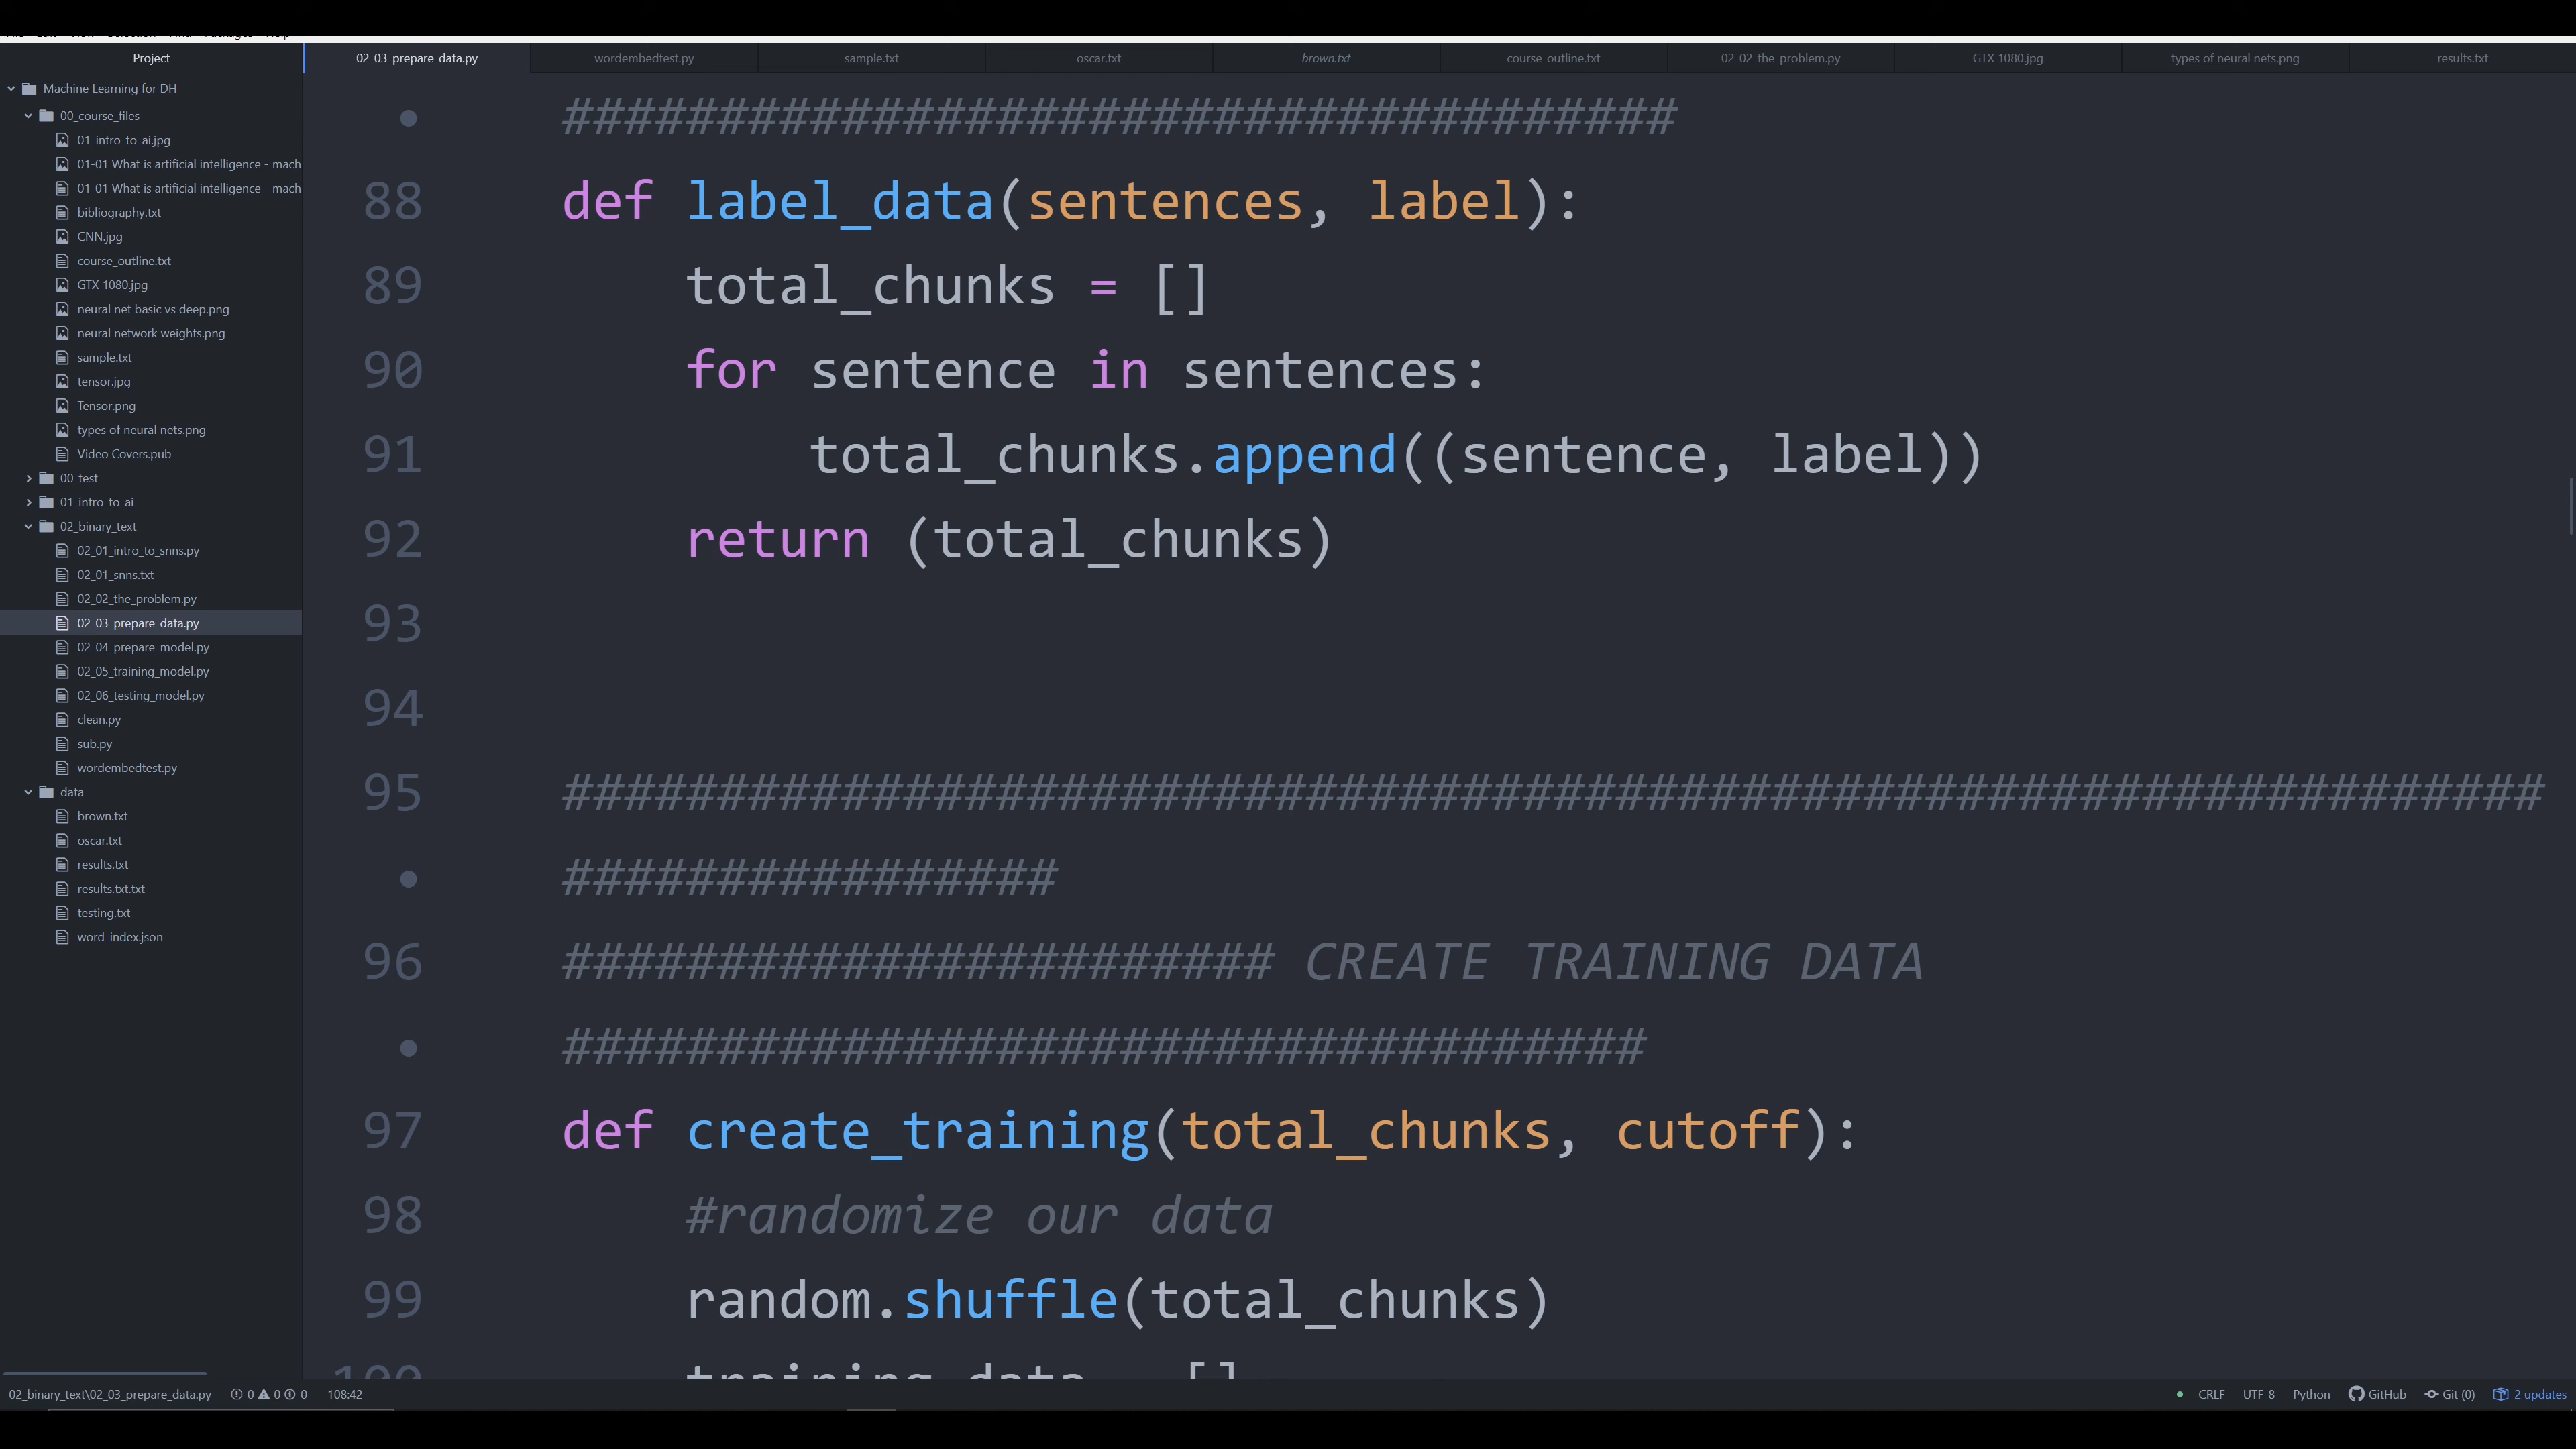 Project
Machine Learning for DH
00_course_files
01_intro_to_ai.jpg
01-01 What is artificial intelligence - mach
01-01 What is artificial intelligence - mach
bibliography.txt
CNN.jpg
course_outline.txt
GTX 1080.jpg
neural net basic vs deep.png
neural network weights.png
sample.txt
tensor.jpg
Tensor.png
types of neural nets.png
Video Covers.pub
00_test
01_intro_to_ai
02_binary_text
02_01_intro_to_snns.py
02_01_snns.txt
02_02_the_problem.py
02_03_prepare_data.py
02_04_prepare_model.py
02_05_training_model.py
02_06_testing_model.py
clean.py
sub.py
wordembedtest.py
data
brown.txt
oscar.txt
results.txt
results.txt.txt
testing.txt
word_index.json
02_03_prepare_data.py wordembedtest.py sample.txt oscar.txt brown.txt course_outline.txt 02_02_the_problem.py GTX 1080.jpg types of neural nets.png results.txt
####################################
88 def label_data(sentences, label):
89 total_chunks = []
90 for sentence in sentences:
91 total_chunks.append((sentence, label))
92 return (total_chunks)
93
94
95 ################################################################
################
96 ####################### CREATE TRAINING DATA
###################################
97 def create_training(total_chunks, cutoff):
98 #randomize our data
99 random.shuffle(total_chunks)
100 training_data = []
02_binary_text\02_03_prepare_data.py 0 0 0 108:42 CRLF UTF-8 Python GitHub Git (0) 2 updates